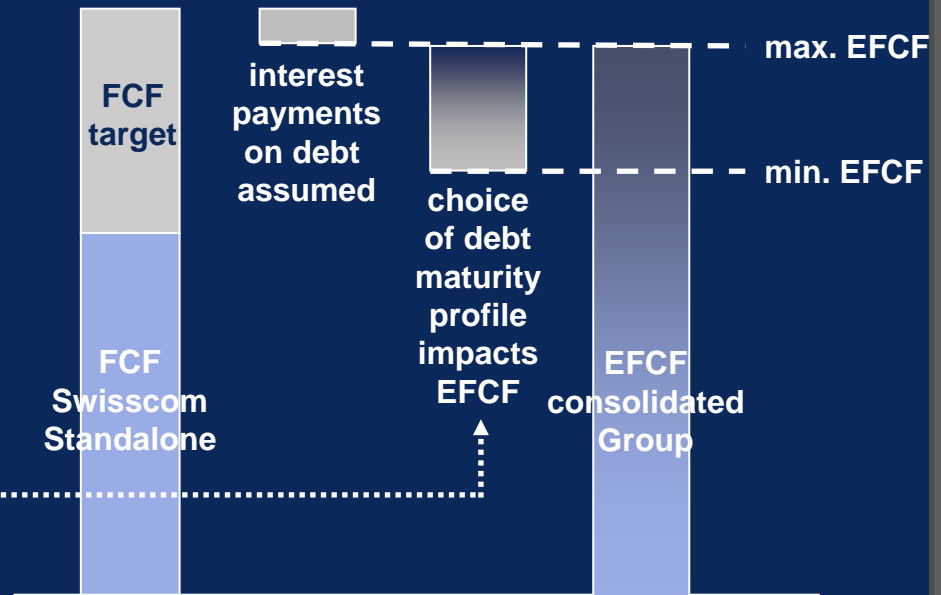 FCF
target
FCF
Swisscom
Standalone
interest
payments
on debt
assumed
choice
of debt
maturity
profile
impacts
EFCF
EFCF
consolidated
Group
max. EFCF
min. EFCF